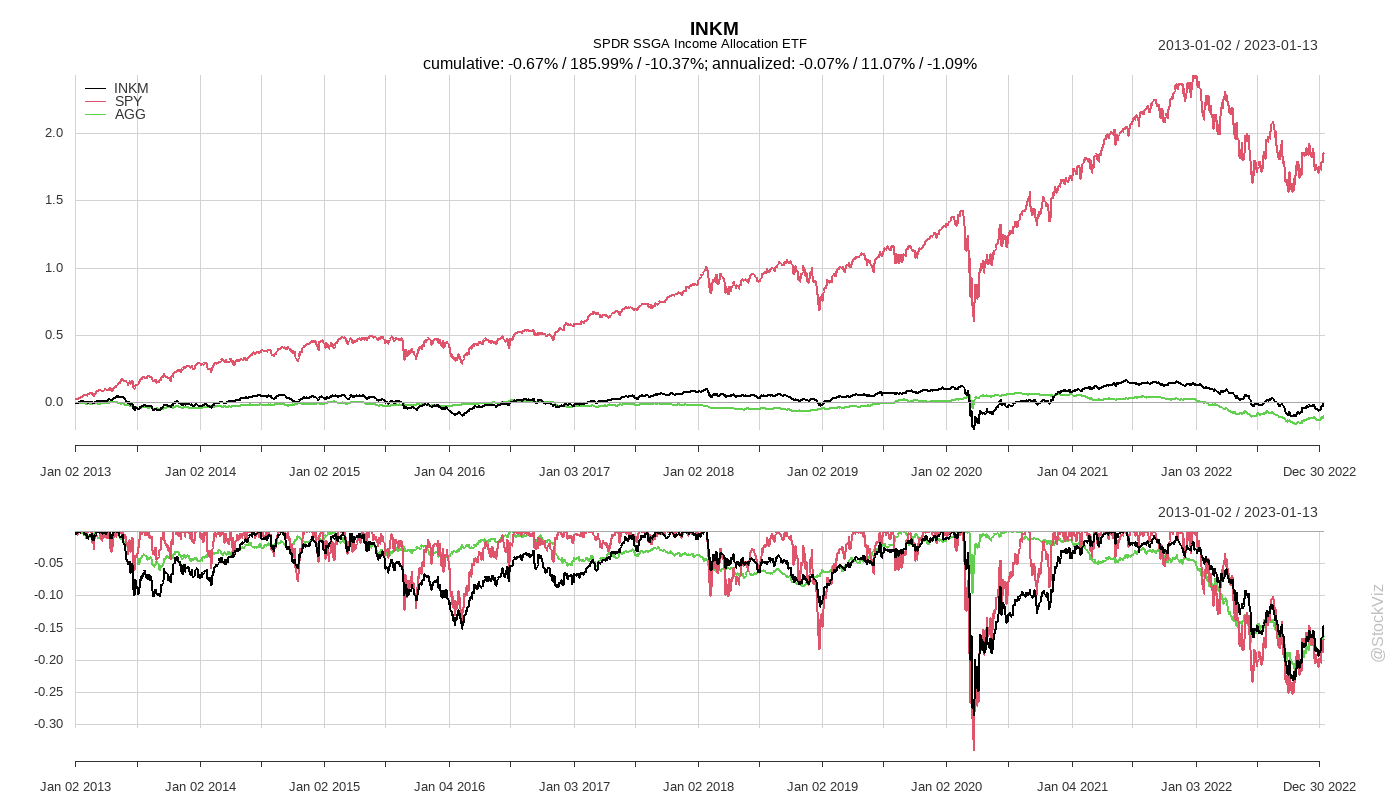 INKM
SPDR SSGA Income Allocation ETF
2013-01-02 / 2023-01-13
cumulative: -0.67% / 185.99% / -10.37%; annualized: -0.07% / 11.07% / -1.09%
INKM
SPY
AGG
2.0
1.5
1.0
0.5
0.0
Jan 02 2013 Jan 02 2014 Jan 02 2015 Jan 04 2016 Jan 03 2017 Jan 02 2018 Jan 02 2019 Jan 02 2020 Jan 04 2021 Jan 03 2022 Dec 30 2022
2013-01-02 / 2023-01-13
-0.05
-0.10
-0.15
-0.20
-0.25
-0.30
@StockViz
Jan 02 2013 Jan 02 2014 Jan 02 2015 Jan 04 2016 Jan 03 2017 Jan 02 2018 Jan 02 2019 Jan 02 2020 Jan 04 2021 Jan 03 2022 Dec 30 2022